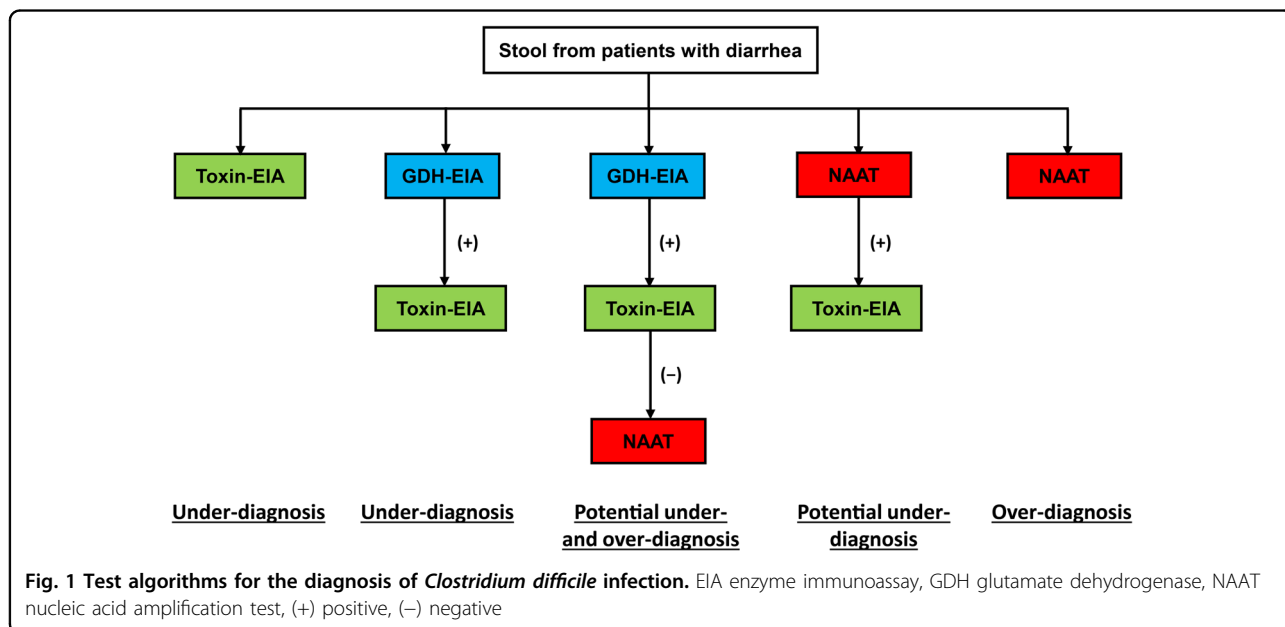 Stool from patients with diarrhea
Toxin-EIA
GDH-EIA
GDH-EIA
NAAT
NAAT
(+)
(+)
(+)
Toxin-EIA
Toxin-EIA
Toxin-EIA
(−)
NAAT
Under-diagnosis
Under-diagnosis
Potential under-
and over-diagnosis
Potential under-
diagnosis
Over-diagnosis
Fig. 1 Test algorithms for the diagnosis of Clostridium difficile infection. EIA enzyme immunoassay, GDH glutamate dehydrogenase, NAAT
nucleic acid amplification test, (+) positive, (−) negative